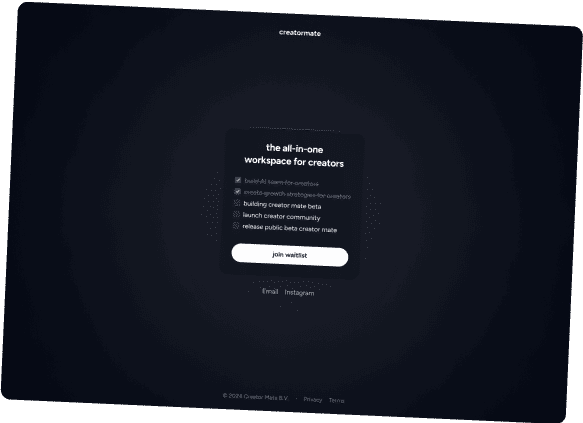 creatormate
the all-in-one
workspace for creators
build AI team for creators
create growth strategies for creators
building creator mate beta
launch creator community
release public beta creator mate
join waitlist
Email Instagram
© 2024 Creator Mate B.V. · Privacy Terms